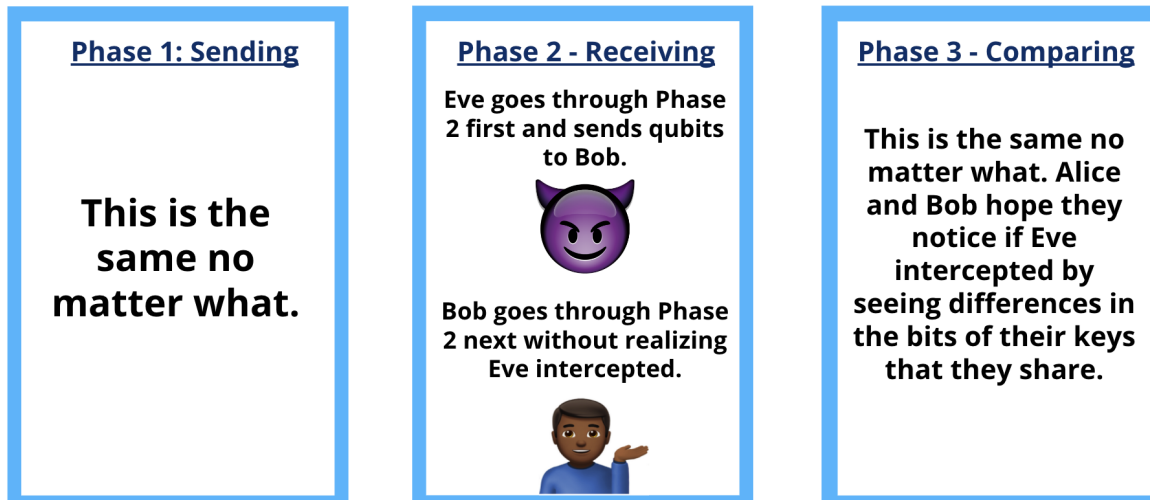 Phase 1: Sending
This is the
same no
matter what.
Phase 2 - Receiving
Eve goes through Phase
2 first and sends qubits
to Bob.
Bob goes through Phase
2 next without realizing
Eve intercepted.
Phase 3 - Comparing
This is the same no
matter what. Alice
and Bob hope they
notice if Eve
intercepted by
seeing differences in
the bits of their keys
that they share.